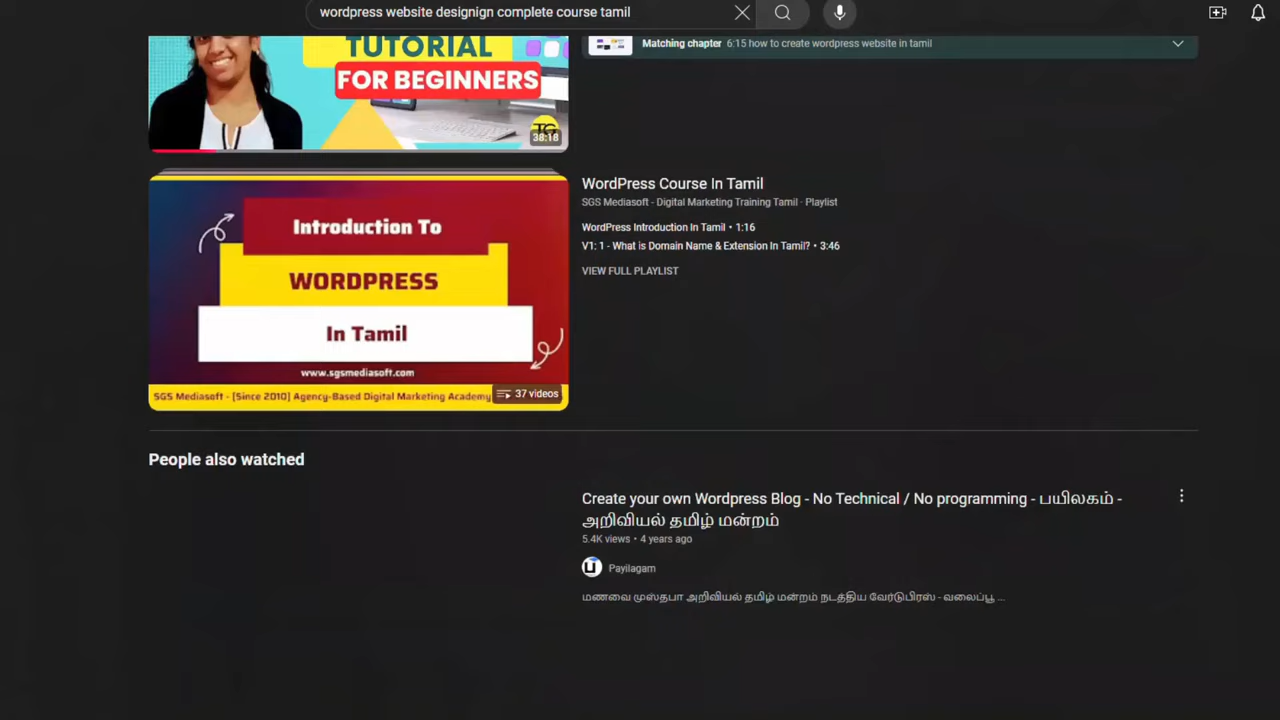 wordpress website designign complete course tamil
TUTORIAL
FOR BEGINNERS
TG
38:18
Matching chapter 6:15 how to create wordpress website in tamil
Introduction To
WORDPRESS
In Tamil
www.sgsmediasoft.com
SGS Mediasoft - [Since 2010] Agency-Based Digital Marketing Academy
37 videos
WordPress Course In Tamil
SGS Mediasoft - Digital Marketing Training Tamil · Playlist
WordPress Introduction In Tamil • 1:16
V1: 1 - What is Domain Name & Extension In Tamil? • 3:46
VIEW FULL PLAYLIST
People also watched
Create your own Wordpress Blog - No Technical / No programming - பயிலகம் -
அறிவியல் தமிழ் மன்றம்
5.4K views • 4 years ago
Payilagam
மணவை முஸ்தபா அறிவியல் தமிழ் மன்றம் நடத்திய வேர்டுபிரஸ் - வலைப்பூ ...